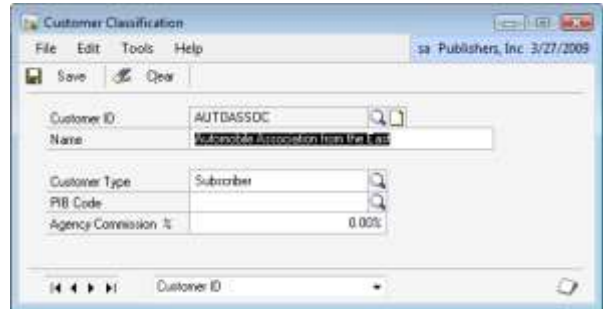 Customer Classification
File Edit Tools Help
sa Publishers, Inc 3/27/2009
Save Clear
Customer ID AUTOASSOC
Name Automobile Association from the East
Customer Type Subscriber
PIB Code
Agency Commission % 0.00%
Customer ID